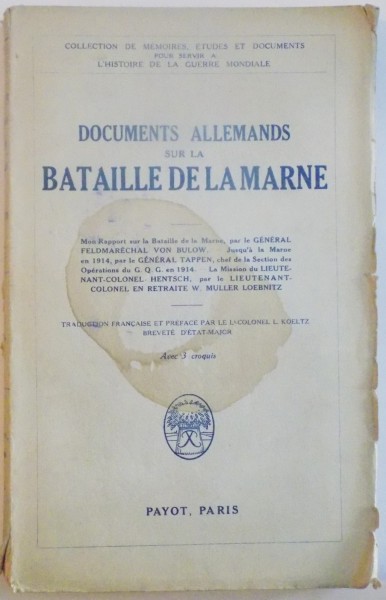 COLLECTION DE MÉMOIRES, ÉTUDES ET DOCUMENTS
POUR SERVIR A
L'HISTOIRE DE LA GUERRE MONDIALE
DOCUMENTS ALLEMANDS
SUR LA
BATAILLE DE LA MARNE
Mon Rapport sur la Bataille de la Marne, par le GÉNÉRAL
FELDMARÉCHAL VON BULOW. Jusqu'à la Marne
en 1914, par le GÉNÉRAL TAPPEN, chef de la Section des
Opérations du G. Q. G. en 1914. La Mission du LIEUTE-
NANT-COLONEL HENTSCH, par le LIEUTENANT-
COLONEL EN RETRAITE W. MULLER LOEBNITZ
TRADUCTION FRANÇAISE ET PRÉFACE PAR LE Lt-COLONEL L. KOELTZ
BREVETÉ D'ÉTAT-MAJOR
Avec 3 croquis
PAYOT, PARIS